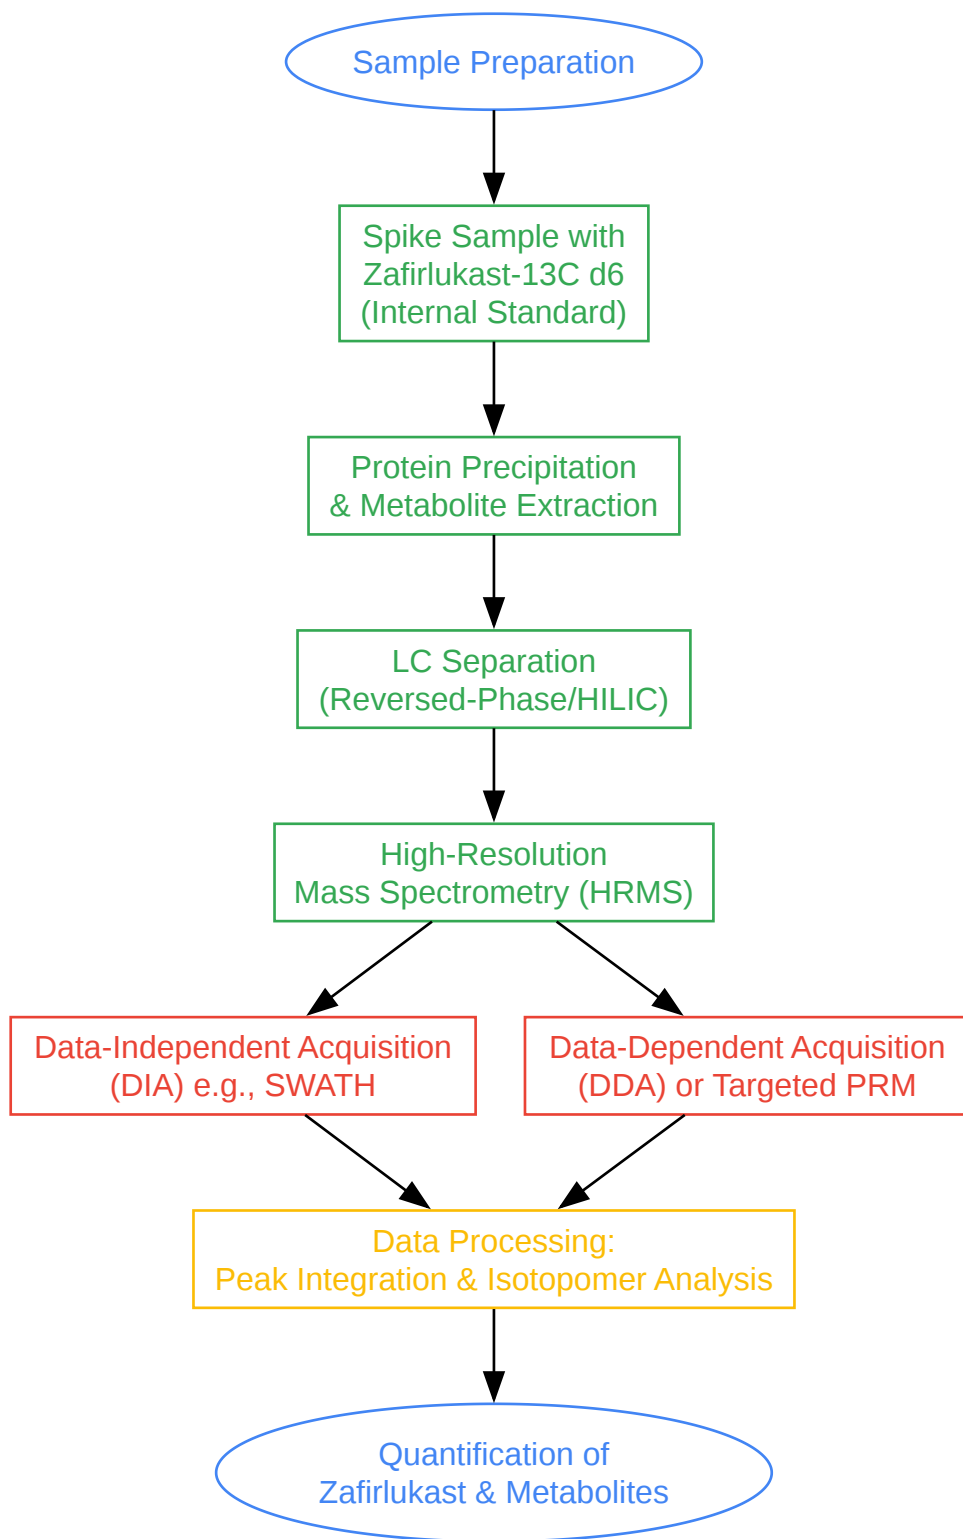 Sample Preparation
Spike Sample with
Zafirlukast-13C d6
(Internal Standard)
Protein Precipitation
& Metabolite Extraction
LC Separation
(Reversed-Phase/HILIC)
High-Resolution
Mass Spectrometry (HRMS)
Data-Independent Acquisition
(DIA) e.g., SWATH
Data-Dependent Acquisition
(DDA) or Targeted PRM
Data Processing:
Peak Integration & Isotopomer Analysis
Quantification of
Zafirlukast & Metabolites